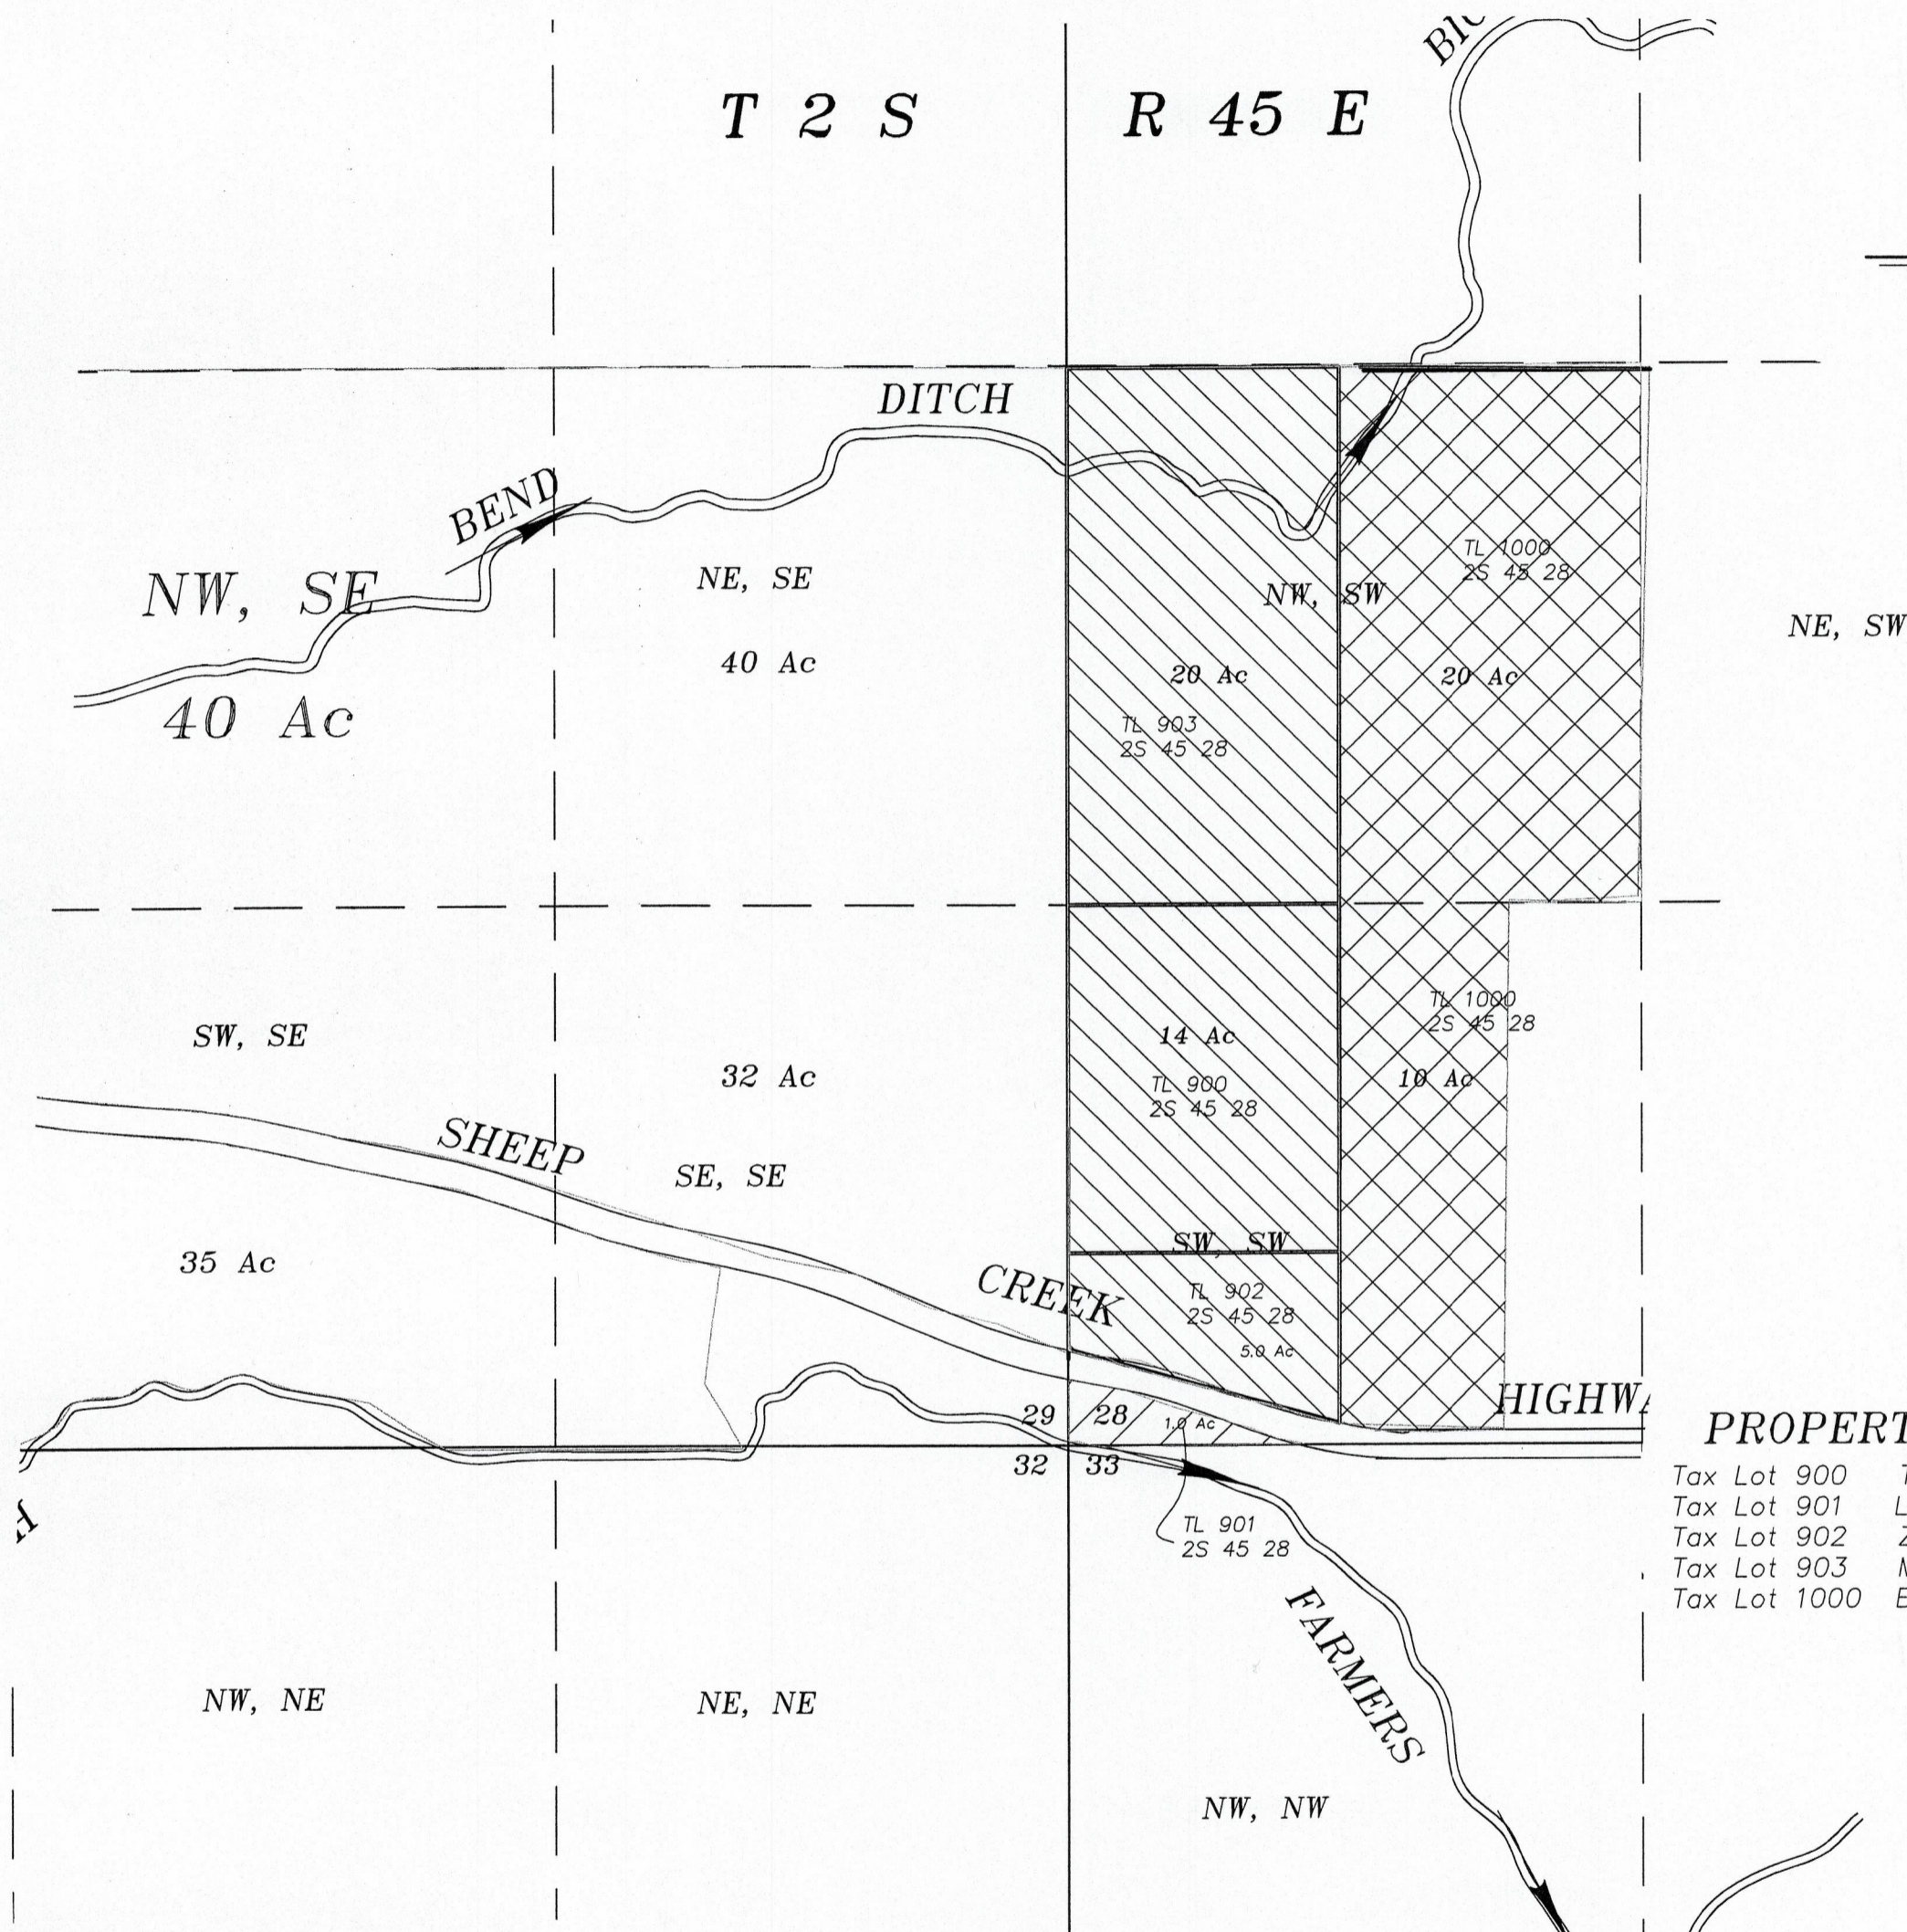 T 2 S R 45 E
DITCH
BEND
NW, SE
40 Ac
NE, SE
40 Ac
NW, SW
20 Ac
TL 903
2S 45 28
TL 1000
2S 45 28
20 Ac
NE, SW
SW, SE
35 Ac
32 Ac
SE, SE
14 Ac
TL 900
2S 45 28
TL 1000
2S 45 28
10 Ac
SHEEP
CREEK
SW, SW
TL 902
2S 45 28
5.0 Ac
HIGHWA
29 28
1.0 Ac
32 33
TL 901
2S 45 28
FARMERS
NW, NE
NE, NE
NW, NW
PROPERT
Tax Lot 900
Tax Lot 901 L
Tax Lot 902
Tax Lot 903
Tax Lot 1000